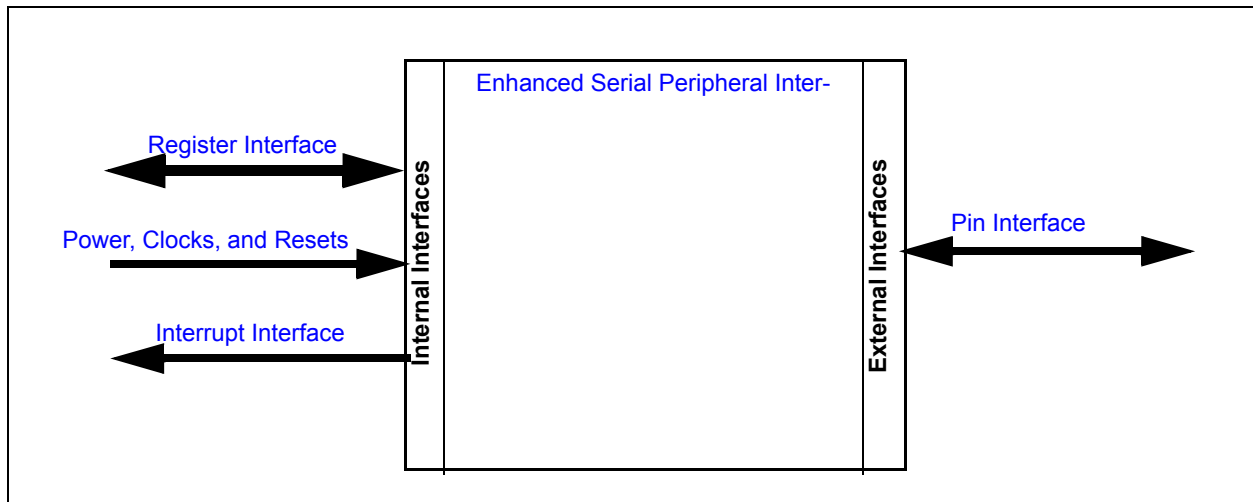 Enhanced Serial Peripheral Inter-
Register Interface
Power, Clocks, and Resets
Interrupt Interface
Internal Interfaces
External Interfaces
Pin Interface